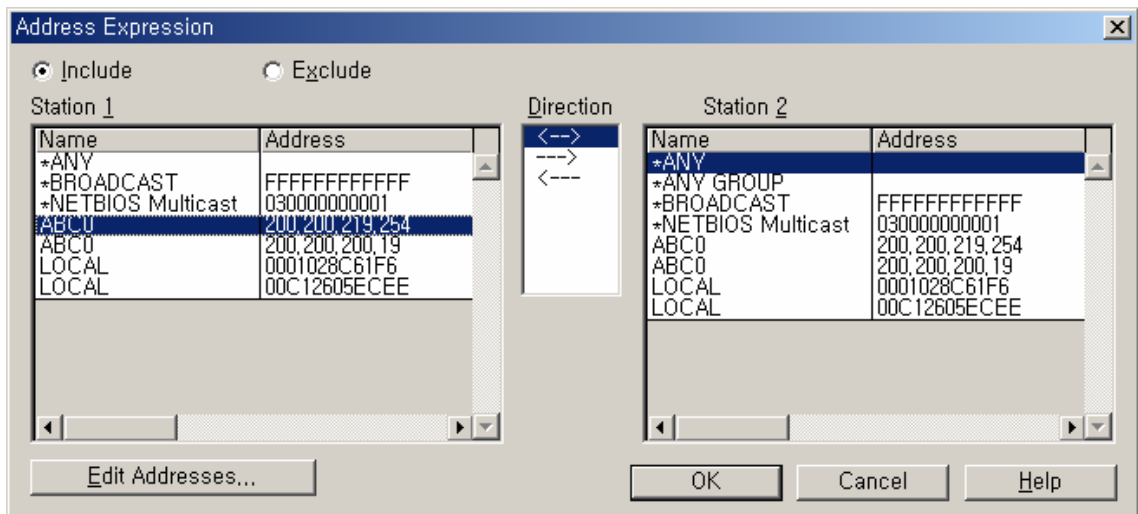 Address Expression
Include Exclude
Station 1 Direction Station 2
Name Address <--> Name Address
*ANY ---> *ANY
*BROADCAST FFFFFFFFFFFF <--- *ANY GROUP
*NETBIOS Multicast 030000000001 *BROADCAST FFFFFFFFFFFF
ABC0 200,200,219,254 *NETBIOS Multicast 030000000001
ABC0 200,200,200,19 ABC0 200,200,219,254
LOCAL 0001028C61F6 ABC0 200,200,200,19
LOCAL 00C12605ECEE LOCAL 0001028C61F6
LOCAL 00C12605ECEE
Edit Addresses,,, OK Cancel Help